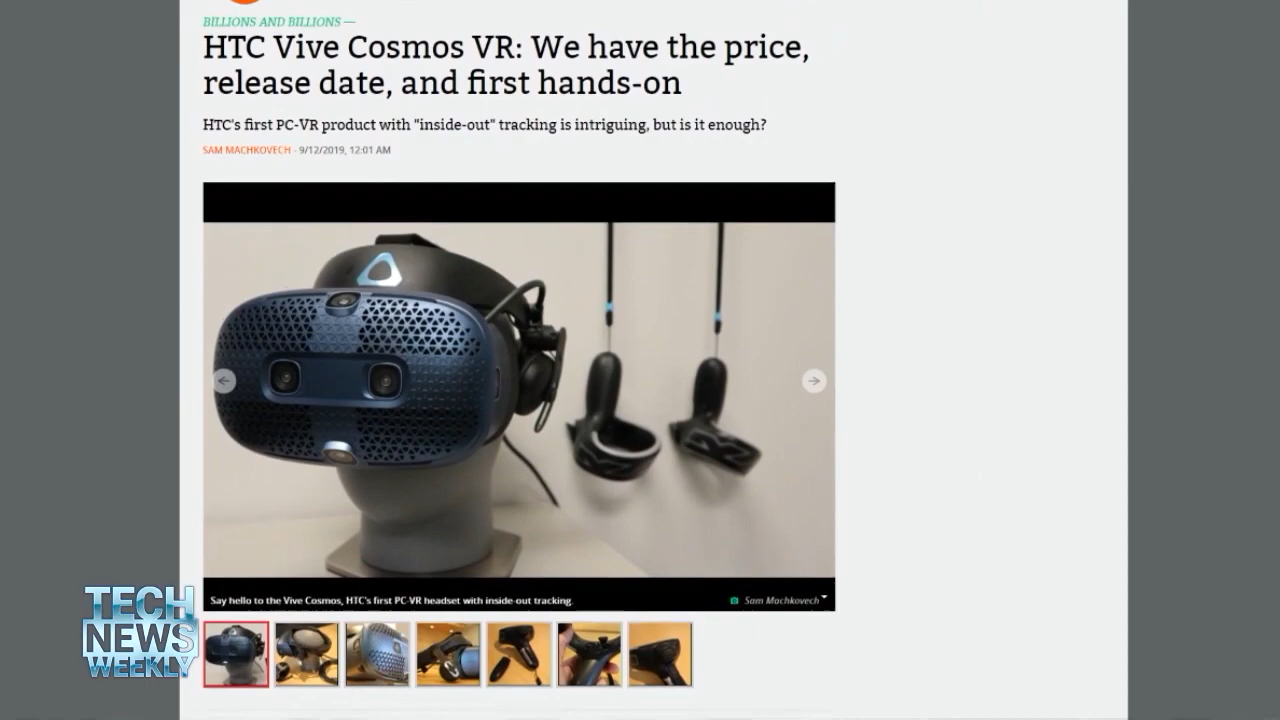 BILLIONS AND BILLIONS —
HTC Vive Cosmos VR: We have the price,
release date, and first hands-on
HTC's first PC-VR product with "inside-out" tracking is intriguing, but is it enough?
SAM MACHKOVECH - 9/12/2019, 12:01 AM
Say hello to the Vive Cosmos, HTC's first PC-VR headset with inside-out tracking.
Sam Machkovech
TECH
NEWS
WEEKLY